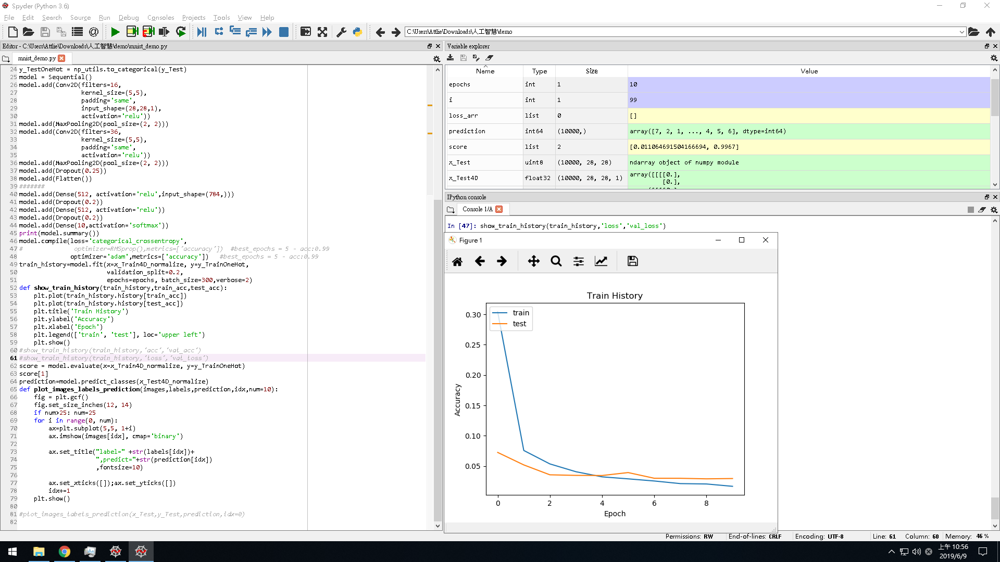 Spyder (Python 3.6)
File Edit Search Source Run Debug Consoles Projects Tools View Help
C:\Users\Attlie\Downloads\人工智慧\demo
Editor - C:\Users\Attlie\Downloads\人工智慧\demo\mnist_demo.py
mnist_demo.py
24 y_TestOneHot = np_utils.to_categorical(y_Test)
25 model = Sequential()
26 model.add(Conv2D(filters=16,
27 kernel_size=(5,5),
28 padding='same',
29 input_shape=(28,28,1),
30 activation='relu'))
31 model.add(MaxPooling2D(pool_size=(2, 2)))
32 model.add(Conv2D(filters=36,
33 kernel_size=(5,5),
34 padding='same',
35 activation='relu'))
36 model.add(MaxPooling2D(pool_size=(2, 2)))
37 model.add(Dropout(0.25))
38 model.add(Flatten())
39 #######
40 model.add(Dense(512, activation='relu',input_shape=(784,)))
41 model.add(Dropout(0.2))
42 model.add(Dense(512, activation='relu'))
43 model.add(Dropout(0.2))
44 model.add(Dense(10,activation='softmax'))
45 print(model.summary())
46 model.compile(loss='categorical_crossentropy',
47 # optimizer=RMSprop(),metrics=['accuracy']) #best_epochs = 5 - acc:0.99
48 optimizer='adam',metrics=['accuracy']) #best_epochs = 5 - acc:0.99
49 train_history=model.fit(x=x_Train4D_normalize, y=y_TrainOneHot,
50 validation_split=0.2,
51 epochs=epochs, batch_size=300,verbose=2)
52 def show_train_history(train_history,train_acc,test_acc):
53 plt.plot(train_history.history[train_acc])
54 plt.plot(train_history.history[test_acc])
55 plt.title('Train History')
56 plt.ylabel('Accuracy')
57 plt.xlabel('Epoch')
58 plt.legend(['train', 'test'], loc='upper left')
59 plt.show()
60 #show_train_history(train_history,'acc','val_acc')
61 #show_train_history(train_history,'loss','val_loss')
62 score = model.evaluate(x=x_Train4D_normalize, y=y_TrainOneHot)
63 score[1]
64 prediction=model.predict_classes(x_Test4D_normalize)
65 def plot_images_labels_prediction(images,labels,prediction,idx,num=10):
66 fig = plt.gcf()
67 fig.set_size_inches(12, 14)
68 if num>25: num=25
69 for i in range(0, num):
70 ax=plt.subplot(5,5, 1+i)
71 ax.imshow(images[idx], cmap='binary')
72
73 ax.set_title("label=" +str(labels[idx])+
74 ",predict="+str(prediction[idx])
75 ,fontsize=10)
76
77 ax.set_xticks([]);ax.set_yticks([])
78 idx+=1
79 plt.show()
80
81 #plot_images_labels_prediction(x_Test,y_Test,prediction,idx=0)
82
Variable explorer
Name Type Size Value
epochs int 1 10
i int 1 99
loss_arr list 0 []
prediction int64 (10000,) array([7, 2, 1, ..., 4, 5, 6], dtype=int64)
score list 2 [0.011064691504166694, 0.9967]
x_Test uint8 (10000, 28, 28) ndarray object of numpy module
x_Test4D float32 (10000, 28, 28, 1) array([[[[0.],
[0.],
IPython console
Console 1/A
In [47]: show_train_history(train_history,'loss','val_loss')
Figure 1
Train History
train
test
0.30
0.25
0.20
0.15
0.10
0.05
Accuracy
0 2 4 6 8
Epoch
Permissions: RW End-of-lines: CRLF Encoding: UTF-8 Line: 61 Column: 60 Memory: 46 %
上午 10:56
2019/6/9